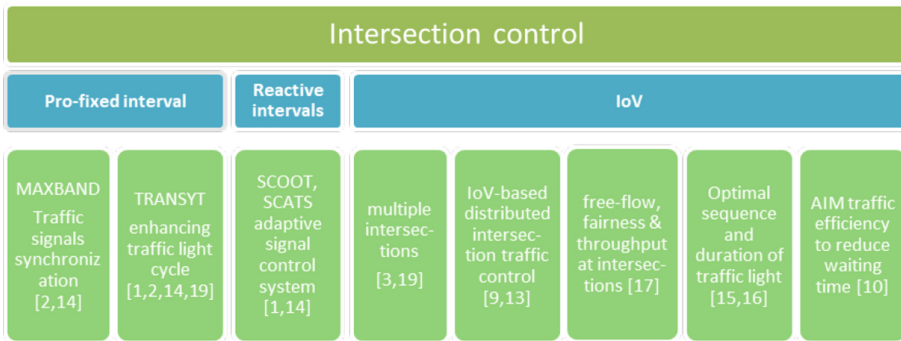 Intersection control
Pro-fixed interval
Reactive
intervals
IoV
MAXBAND
Traffic
signals
synchroniz
ation
[2,14]
TRANSYT
enhancing
traffic light
cycle
[1,2,14,19]
SCOOT,
SCATS
adaptive
signal
control
system
[1,14]
multiple
intersec-
tions
[3,19]
IoV-based
distributed
intersec-
tion traffic
control
[9,13]
free-flow,
fairness &
throughput
at intersec-
tions [17]
Optimal
sequence
and
duration of
traffic light
[15,16]
AIM traffic
efficiency
to reduce
waiting
time [10]